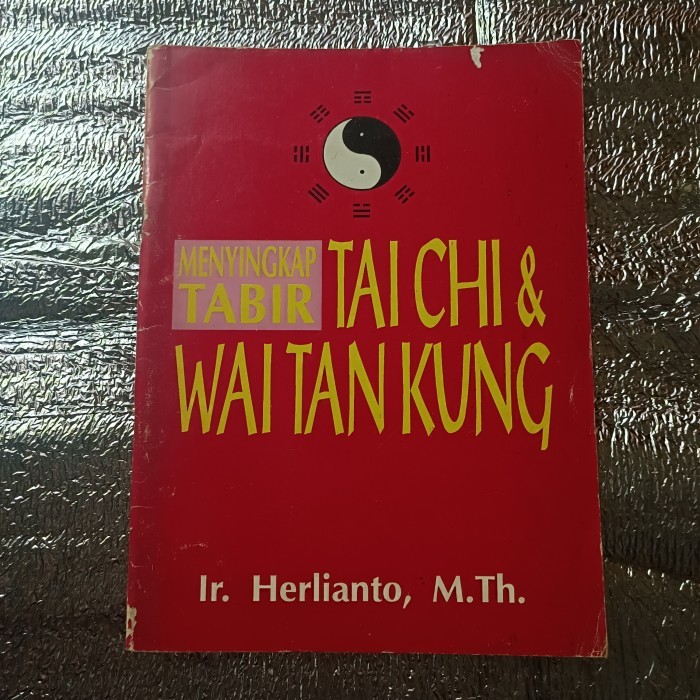 MENYINGKAP
TABIR
TAI CHI &
WAI TAN KUNG
Ir. Herlianto, M.Th.